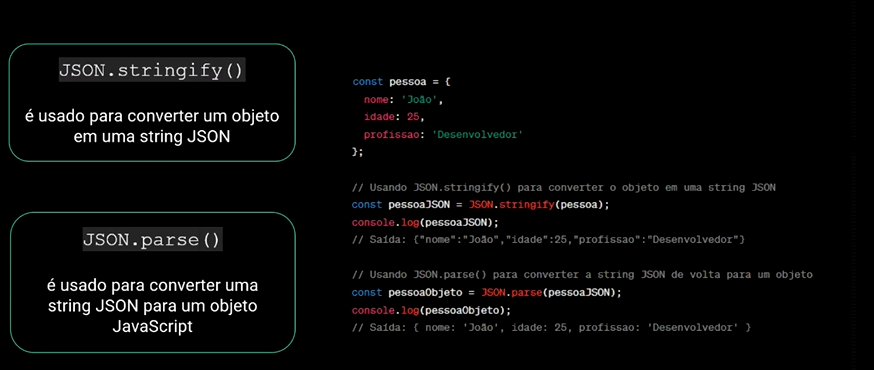 JSON.stringify()
é usado para converter um objeto
em uma string JSON
JSON.parse()
é usado para converter uma
string JSON para um objeto
JavaScript
const pessoa = {
  nome: 'João',
  idade: 25,
  profissao: 'Desenvolvedor'
};
// Usando JSON.stringify() para converter o objeto em uma string JSON
const pessoaJSON = JSON.stringify(pessoa);
console.log(pessoaJSON);
// Saída: {"nome":"João","idade":25,"profissao":"Desenvolvedor"}
// Usando JSON.parse() para converter a string JSON de volta para um objeto
const pessoaObjeto = JSON.parse(pessoaJSON);
console.log(pessoaObjeto);
// Saída: { nome: 'João', idade: 25, profissao: 'Desenvolvedor' }